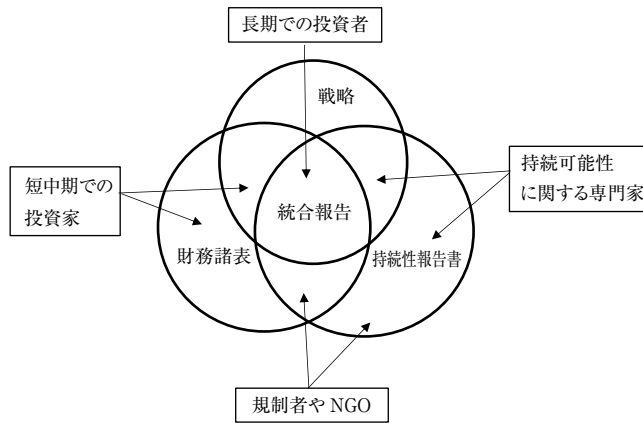 長期での投資者
戦略
短中期での
投資家
持続可能性
に関する専門家
統合報告
財務諸表
持続性報告書
規制者や NGO